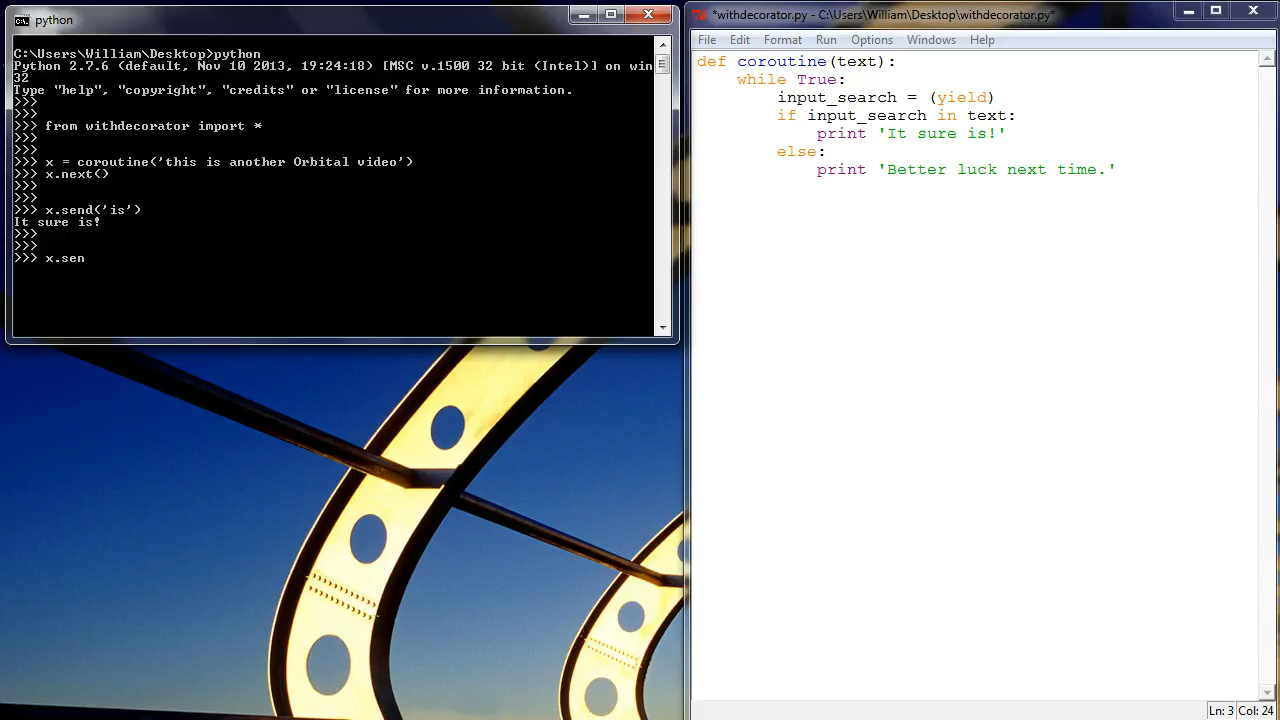 python
C:\Users\William\Desktop>python
Python 2.7.6 (default, Nov 10 2013, 19:24:18) [MSC v.1500 32 bit (Intel)] on win
32
Type "help", "copyright", "credits" or "license" for more information.
>>>
>>> from withdecorator import *
>>>
>>>
>>> x = coroutine('this is another Orbital video')
>>> x.next()
>>>
>>>
>>> x.send('is')
It sure is!
>>>
>>>
>>> x.sen
*withdecorator.py - C:\Users\William\Desktop\withdecorator.py*
File Edit Format Run Options Windows Help
def coroutine(text):
    while True:
        input_search = (yield)
        if input_search in text:
            print 'It sure is!'
        else:
            print 'Better luck next time.'
Ln: 3 Col: 24